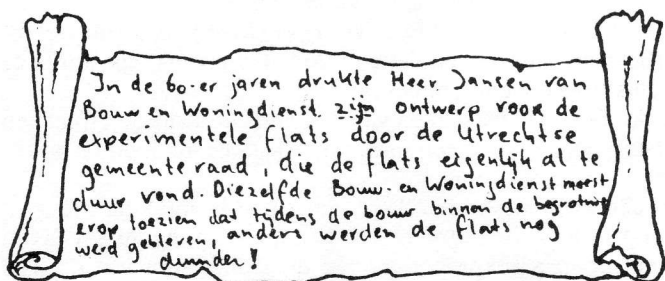 In de 60-er jaren drukte Heer Jansen van
Bouw en Woningdienst zijn ontwerp voor de
experimentele flats door de Utrechtse
gemeenteraad, die de flats eigenlijk al te
duur vond. Diezelfde Bouw- en Woningdienst moest
erop toezien dat tijdens de bouw binnen de begroting
werd gebleven, anders werden de flats nog
duurder!